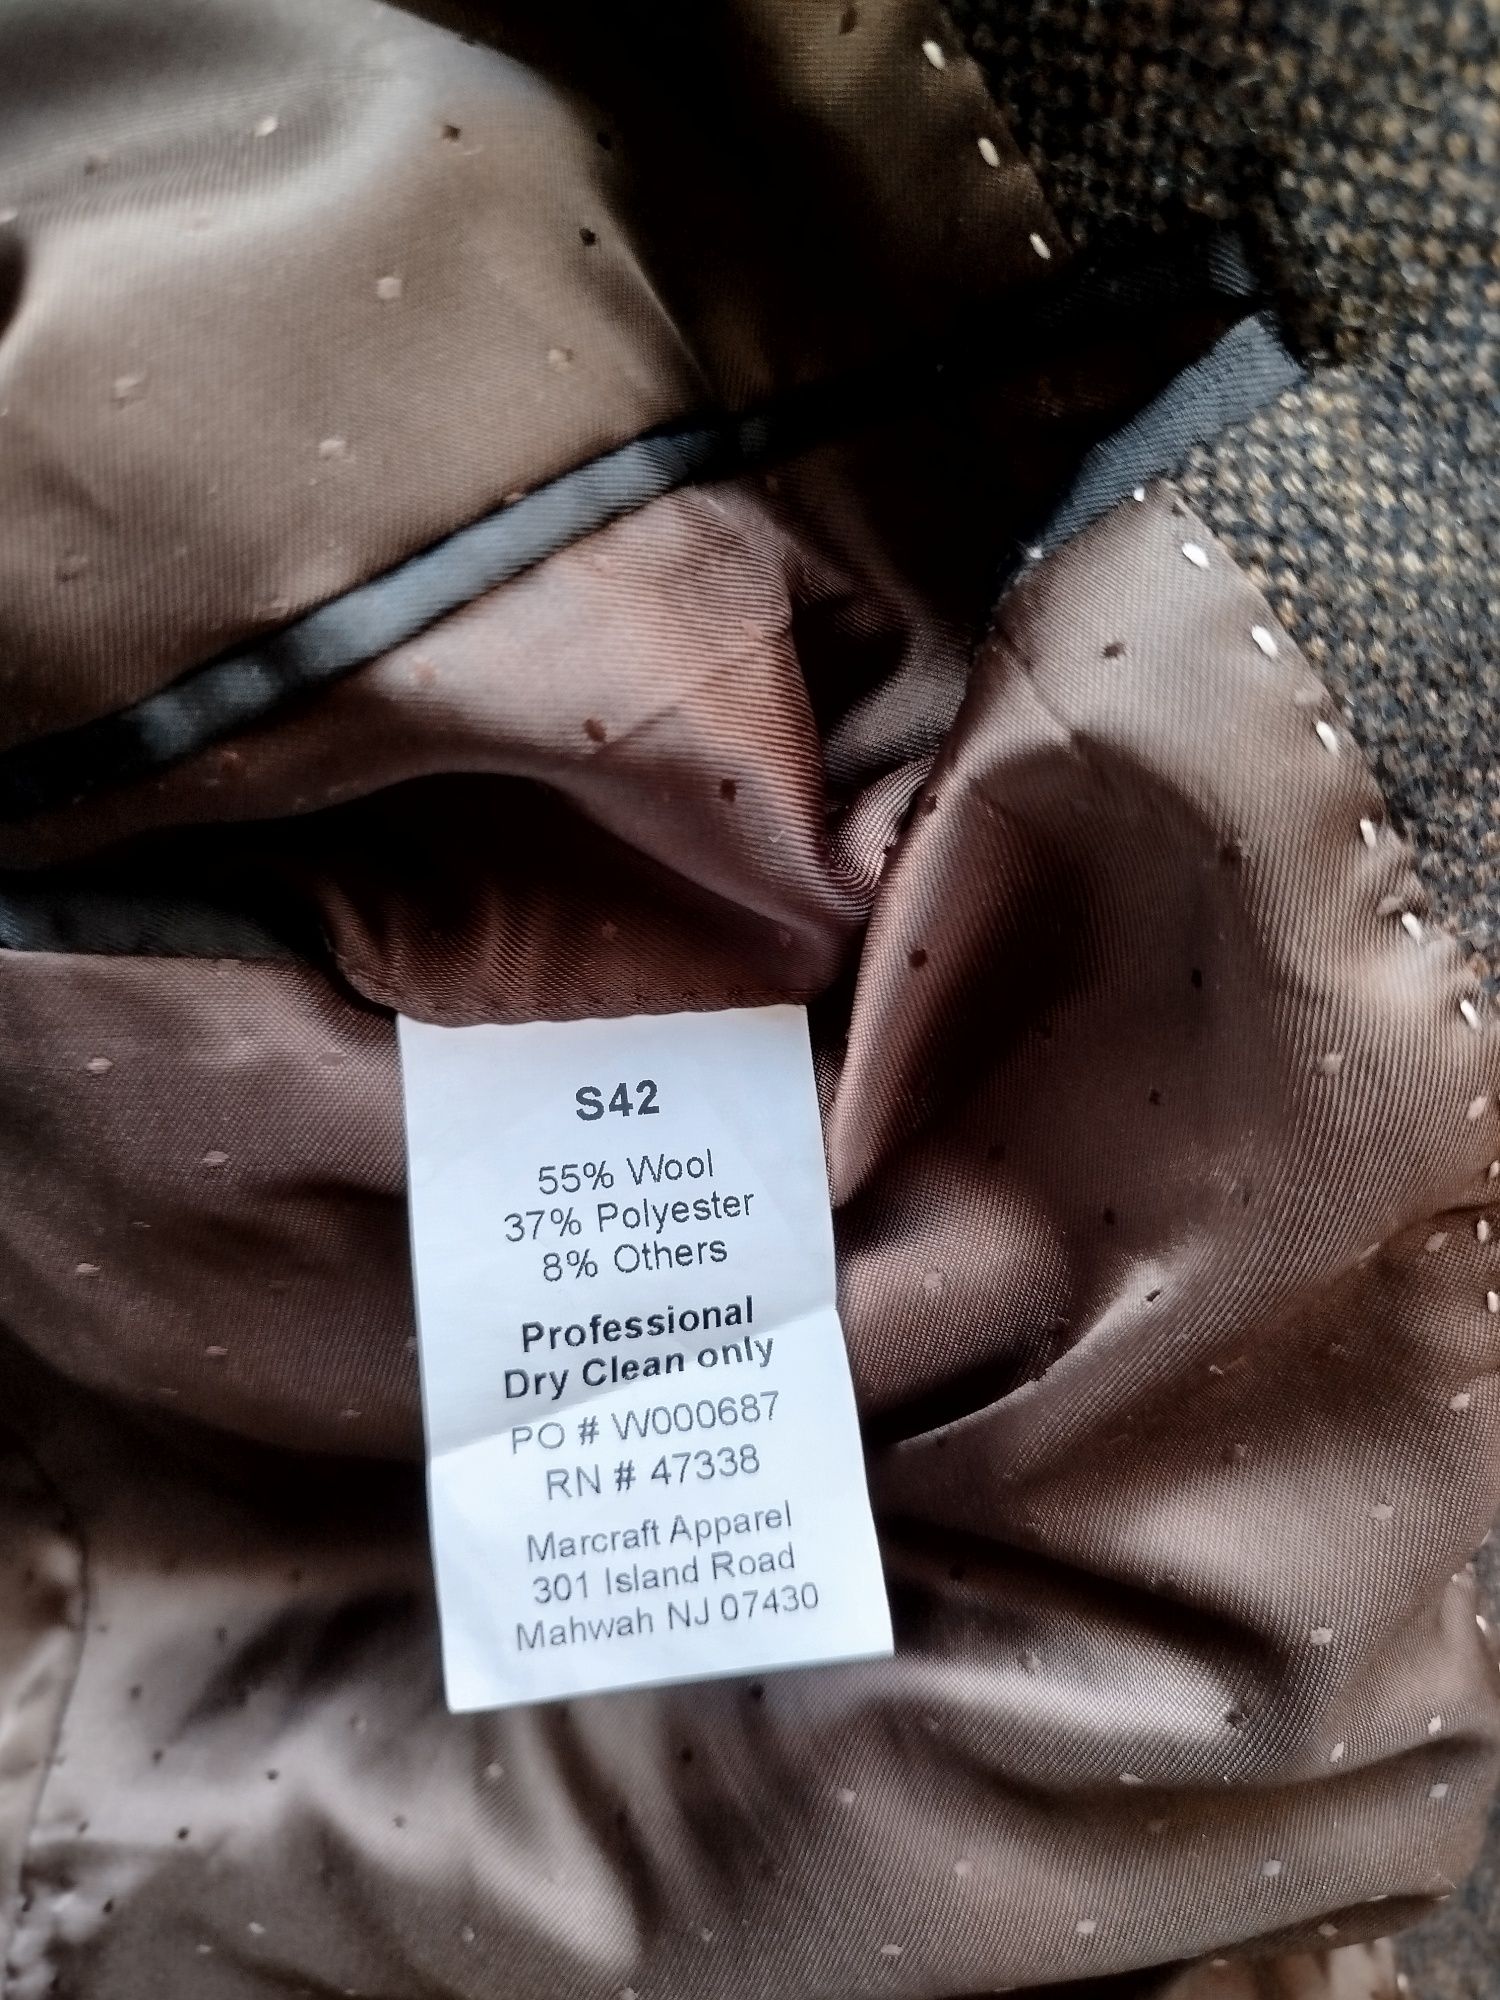 S42
55% Wool
37% Polyester
8% Others
Professional
Dry Clean only
PO # W000687
RN # 47338
Marcraft Apparel
301 Island Road
Mahwah NJ 07430